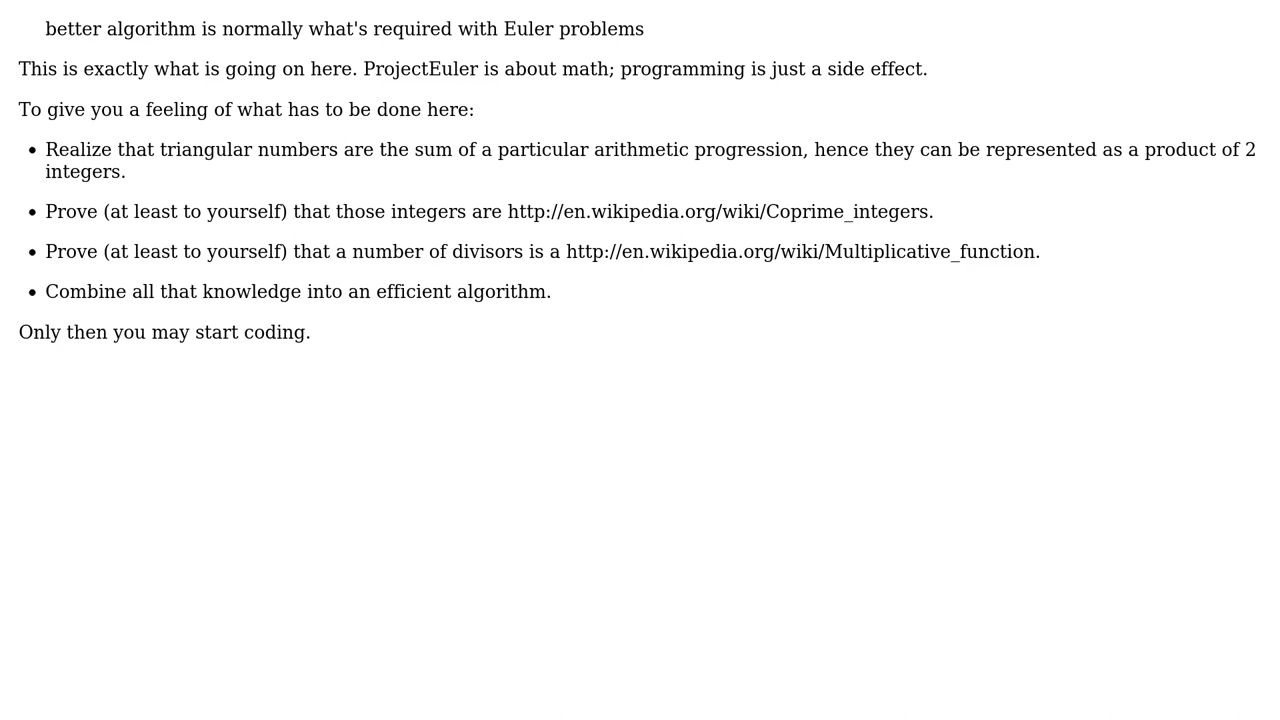 better algorithm is normally what's required with Euler problems
This is exactly what is going on here. ProjectEuler is about math; programming is just a side effect.
To give you a feeling of what has to be done here:
• Realize that triangular numbers are the sum of a particular arithmetic progression, hence they can be represented as a product of 2
integers.
• Prove (at least to yourself) that those integers are http://en.wikipedia.org/wiki/Coprime_integers.
• Prove (at least to yourself) that a number of divisors is a http://en.wikipedia.org/wiki/Multiplicative_function.
• Combine all that knowledge into an efficient algorithm.
Only then you may start coding.